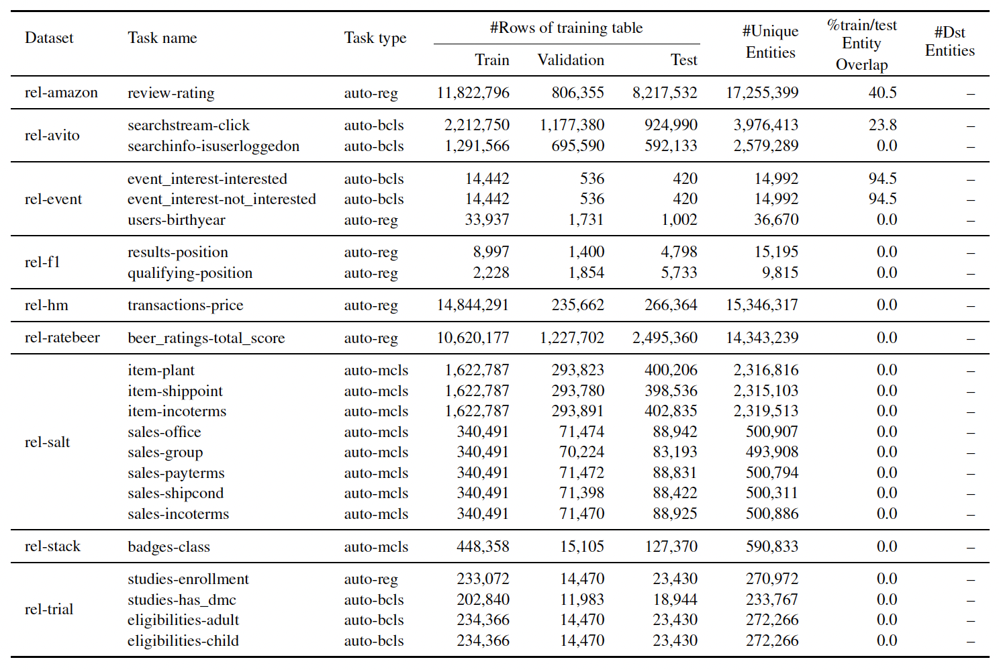 Dataset Task name Task type #Rows of training table #Unique Entities %train/test Entity Overlap #Dst Entities
Train Validation Test
rel-amazon review-rating auto-reg 11,822,796 806,355 8,217,532 17,255,399 40.5 –
rel-avito searchstream-click auto-bcls 2,212,750 1,177,380 924,990 3,976,413 23.8 –
searchinfo-isuserloggedon auto-bcls 1,291,566 695,590 592,133 2,579,289 0.0 –
rel-event event_interest-interested auto-bcls 14,442 536 420 14,992 94.5 –
event_interest-not_interested auto-bcls 14,442 536 420 14,992 94.5 –
users-birthyear auto-reg 33,937 1,731 1,002 36,670 0.0 –
rel-f1 results-position auto-reg 8,997 1,400 4,798 15,195 0.0 –
qualifying-position auto-reg 2,228 1,854 5,733 9,815 0.0 –
rel-hm transactions-price auto-reg 14,844,291 235,662 266,364 15,346,317 0.0 –
rel-ratebeer beer_ratings-total_score auto-reg 10,620,177 1,227,702 2,495,360 14,343,239 0.0 –
rel-salt item-plant auto-mcls 1,622,787 293,823 400,206 2,316,816 0.0 –
item-shippoint auto-mcls 1,622,787 293,780 398,536 2,315,103 0.0 –
item-incoterms auto-mcls 1,622,787 293,891 402,835 2,319,513 0.0 –
sales-office auto-mcls 340,491 71,474 88,942 500,907 0.0 –
sales-group auto-mcls 340,491 70,224 83,193 493,908 0.0 –
sales-payterms auto-mcls 340,491 71,472 88,831 500,794 0.0 –
sales-shipcond auto-mcls 340,491 71,398 88,422 500,311 0.0 –
sales-incoterms auto-mcls 340,491 71,470 88,925 500,886 0.0 –
rel-stack badges-class auto-mcls 448,358 15,105 127,370 590,833 0.0 –
rel-trial studies-enrollment auto-reg 233,072 14,470 23,430 270,972 0.0 –
studies-has_dmc auto-bcls 202,840 11,983 18,944 233,767 0.0 –
eligibilities-adult auto-bcls 234,366 14,470 23,430 272,266 0.0 –
eligibilities-child auto-bcls 234,366 14,470 23,430 272,266 0.0 –